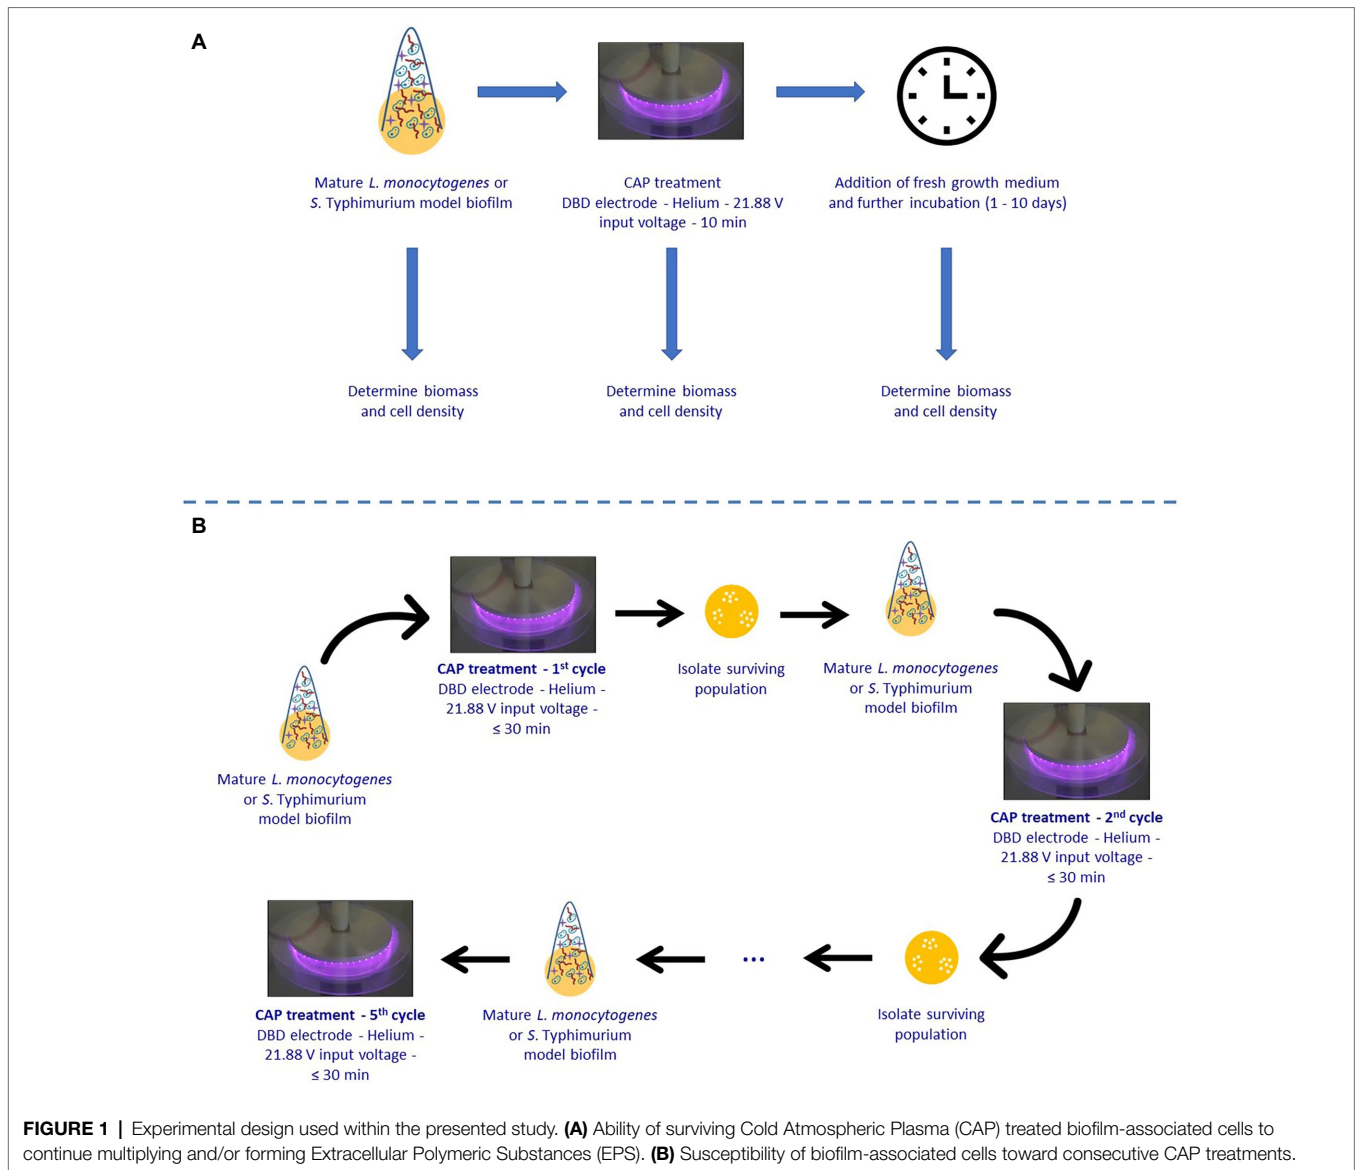 A
Mature L. monocytogenes or
S. Typhimurium model biofilm
CAP treatment
DBD electrode - Helium - 21.88 V
input voltage - 10 min
Addition of fresh growth medium
and further incubation (1 - 10 days)
Determine biomass
and cell density
Determine biomass
and cell density
Determine biomass
and cell density
B
Mature L. monocytogenes
or S. Typhimurium
model biofilm
CAP treatment - 1st cycle
DBD electrode - Helium -
21.88 V input voltage -
≤ 30 min
Isolate surviving
population
Mature L. monocytogenes
or S. Typhimurium
model biofilm
CAP treatment - 2nd cycle
DBD electrode - Helium -
21.88 V input voltage -
≤ 30 min
Isolate surviving
population
...
Mature L. monocytogenes
or S. Typhimurium
model biofilm
CAP treatment - 5th cycle
DBD electrode - Helium -
21.88 V input voltage -
≤ 30 min
FIGURE 1 | Experimental design used within the presented study. (A) Ability of surviving Cold Atmospheric Plasma (CAP) treated biofilm-associated cells to
continue multiplying and/or forming Extracellular Polymeric Substances (EPS). (B) Susceptibility of biofilm-associated cells toward consecutive CAP treatments.